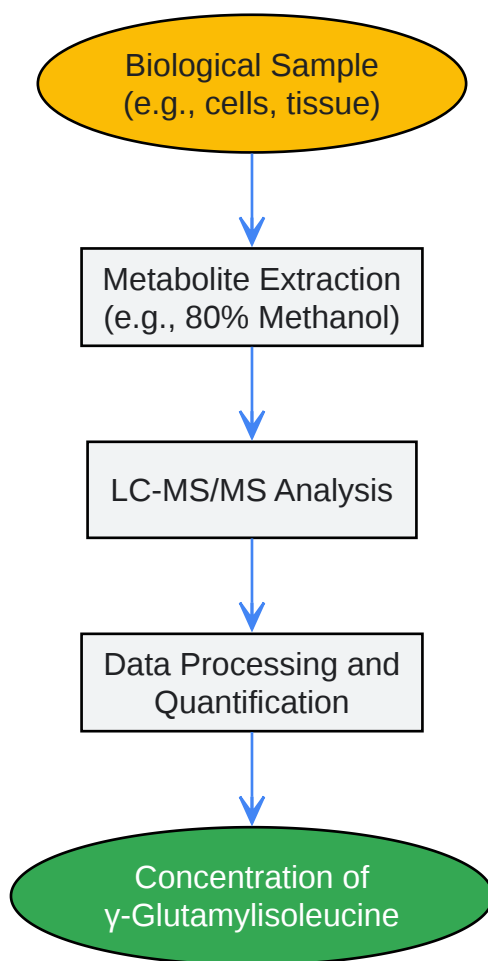 Biological Sample
(e.g., cells, tissue)
Metabolite Extraction
(e.g., 80% Methanol)
LC-MS/MS Analysis
Data Processing and
Quantification
Concentration of
γ-Glutamylisoleucine